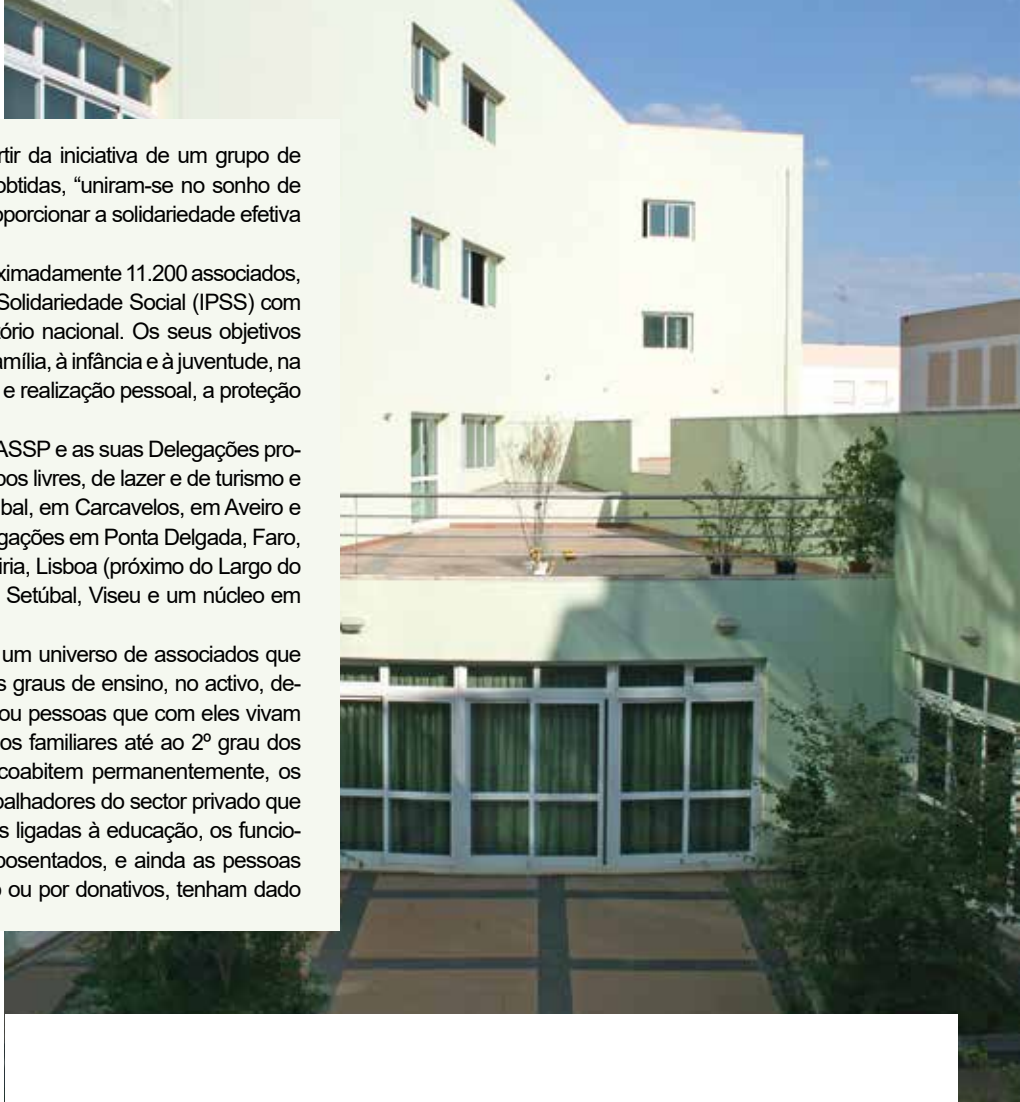 rtir da iniciativa de um grupo de
obtidas, “uniram-se no sonho de
oporcionar a solidariedade efetiva
ximadamente 11.200 associados,
Solidariedade Social (IPSS) com
tório nacional. Os seus objetivos
amília, à infância e à juventude, na
e realização pessoal, a proteção
ASSP e as suas Delegações pro-
pos livres, de lazer e de turismo e
bal, em Carcavelos, em Aveiro e
gações em Ponta Delgada, Faro,
iria, Lisboa (próximo do Largo do
Setúbal, Viseu e um núcleo em
um universo de associados que
s graus de ensino, no activo, de-
ou pessoas que com eles vivam
os familiares até ao 2º grau dos
coabitem permanentemente, os
balhadores do sector privado que
s ligadas à educação, os funcio-
posentados, e ainda as pessoas
o ou por donativos, tenham dado